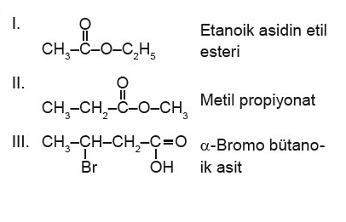 I.
O
CH₃–C–O–C₂H₅ Etanoik asidin etil
esteri
II.
O
CH₃–CH₂–C–O–CH₃ Metil propiyonat
III. CH₃–CH–CH₂–C=O α-Bromo bütano-
Br OH ik asit